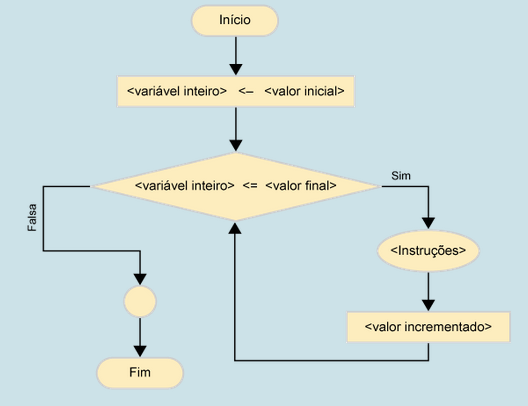 Início
<variável inteiro> <– <valor inicial>
<variável inteiro> <= <valor final>
Sim
Falsa
<Instruções>
<valor incrementado>
Fim